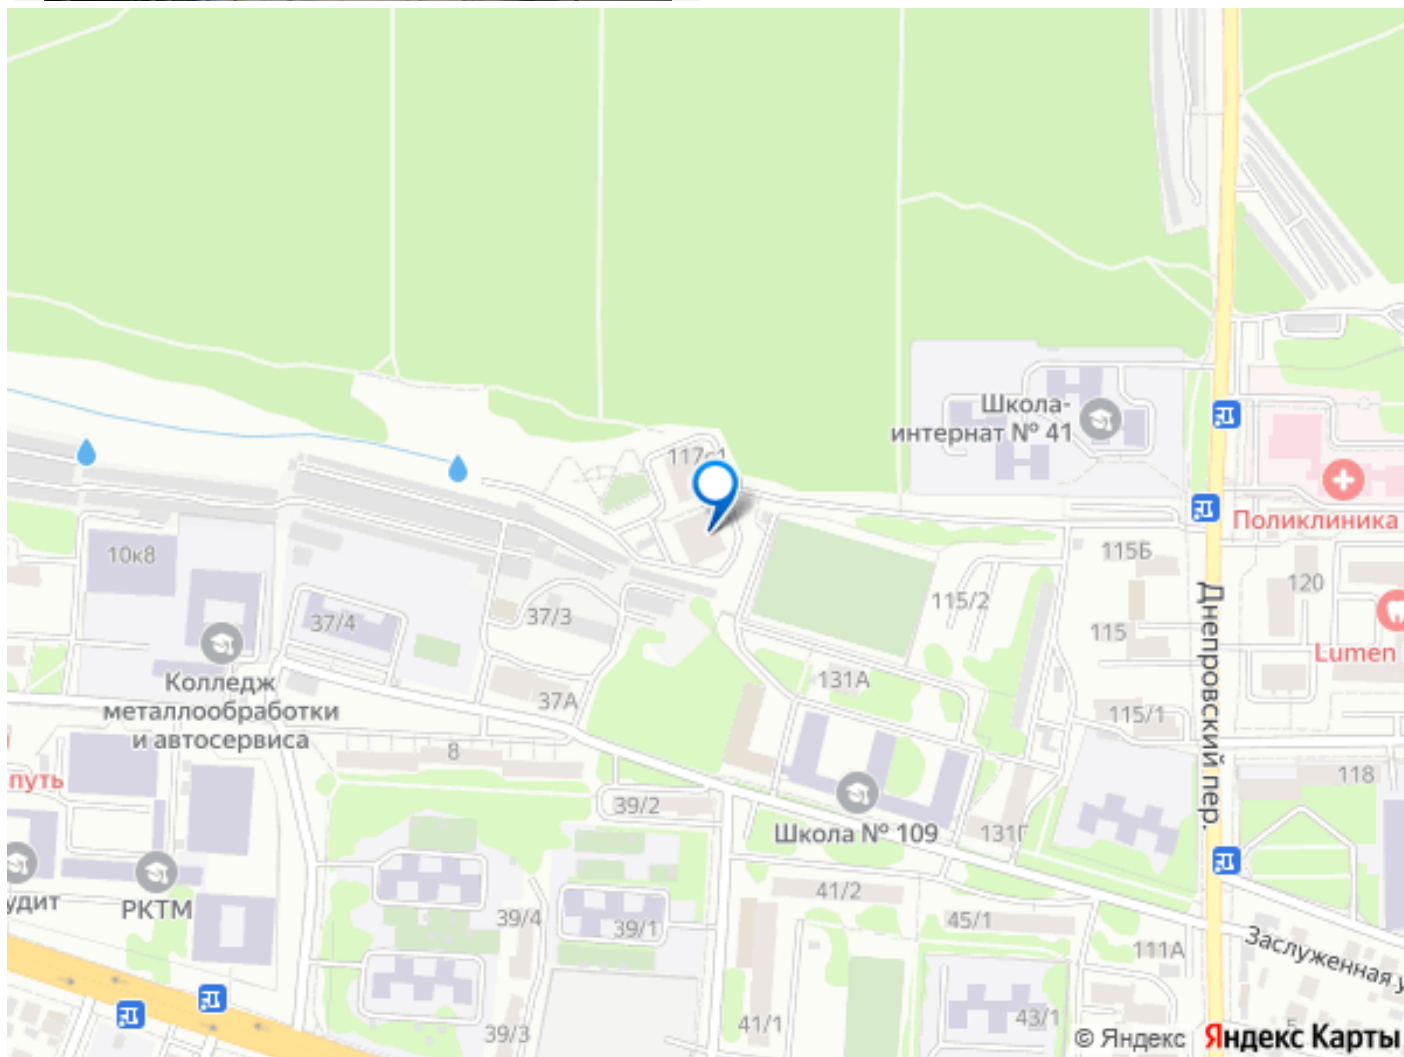 117с1
Школа-
интернат № 41
Поликлиника
10к8
115Б
120
37/4
37/3
115/2
115
Lumen
Колледж
металлообработки
и автосервиса
37А
131А
115/1
Днепровский пер.
8
118
путь
39/2
Школа № 109
131Г
удит
РКТМ
39/4
39/1
41/2
45/1
111А
Заслуженная у
39/3
41/1
43/1
5
© Яндекс
Яндекс Карты